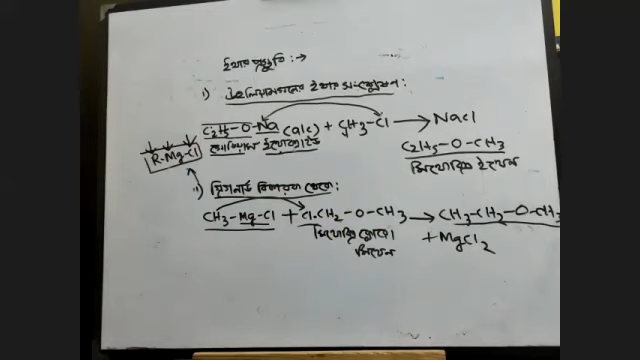 ইথার প্রস্তুতি :→
i) উইলিয়ামসনের ইথার সংশ্লেষণ :
C2H5-O-Na (alc) + CH3-Cl → NaCl
সোডিয়াম ইথোক্সাইড
C2H5-O-CH3
মিথোক্সি ইথেন
R-Mg-Cl
ii) গ্রিগনার্ড বিকারক থেকে :
CH3-Mg-Cl + Cl.CH2-O-CH3 → CH3-CH2-O-CH3
মিথোক্সি ক্লোরো
মিথেন
+ MgCl2